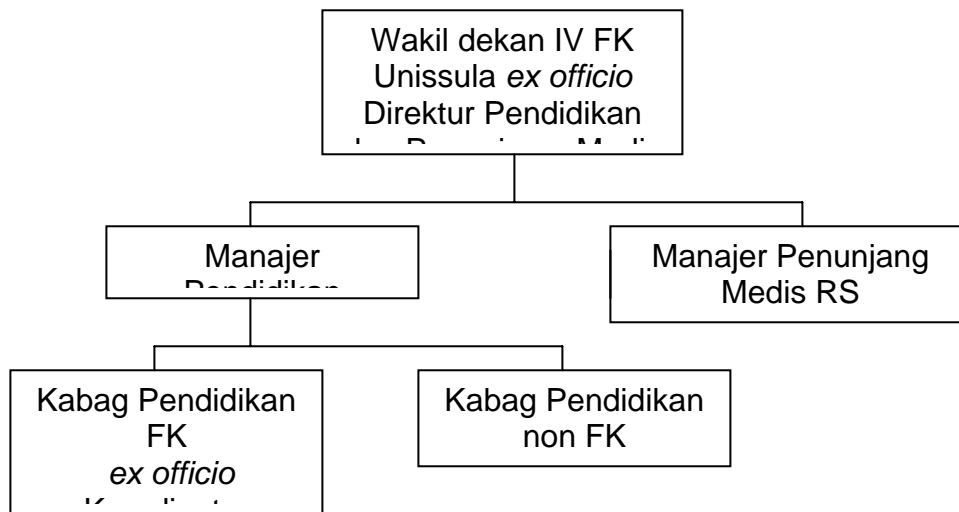 Wakil dekan IV FK
Unissula ex officio
Direktur Pendidikan
Manajer
Pendidikan
Manajer Penunjang
Medis RS
Kabag Pendidikan
FK
ex officio
Kabag Pendidikan
non FK